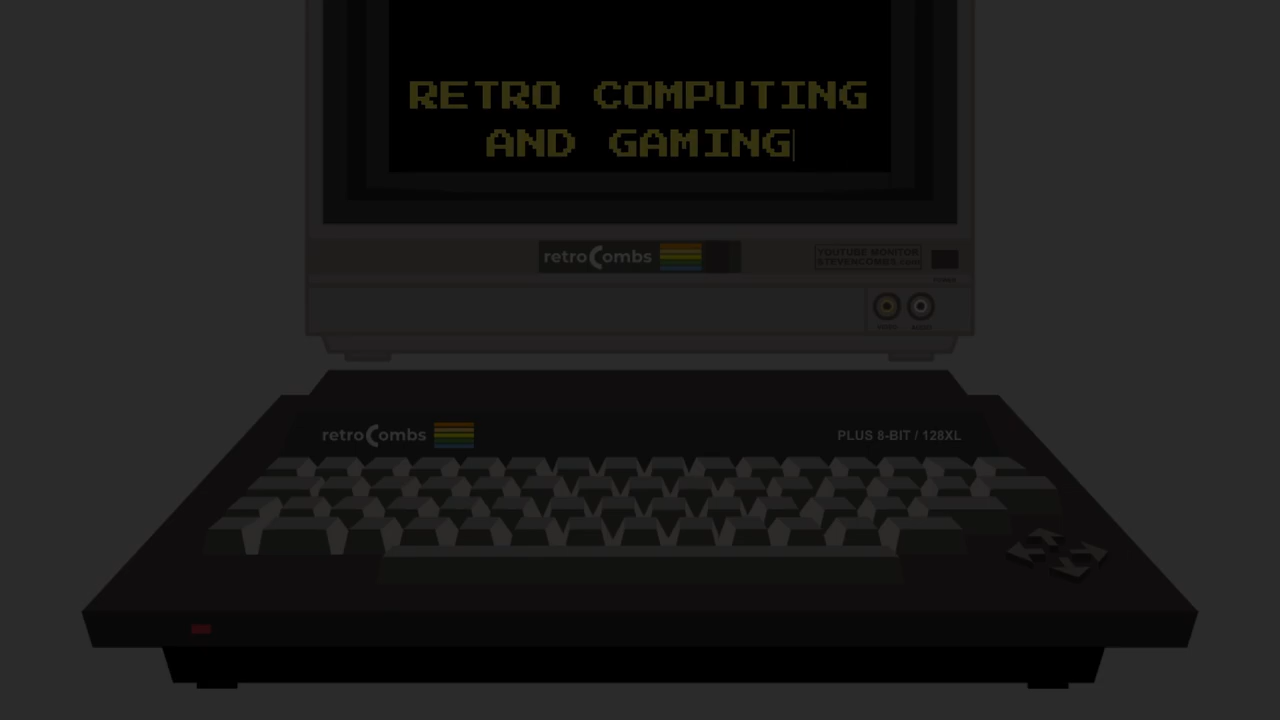 RETRO COMPUTING
AND GAMING
retroCombs
YOUTUBE MONITOR
STEVENCOMBS.com
retroCombs
PLUS 8-BIT / 128XL